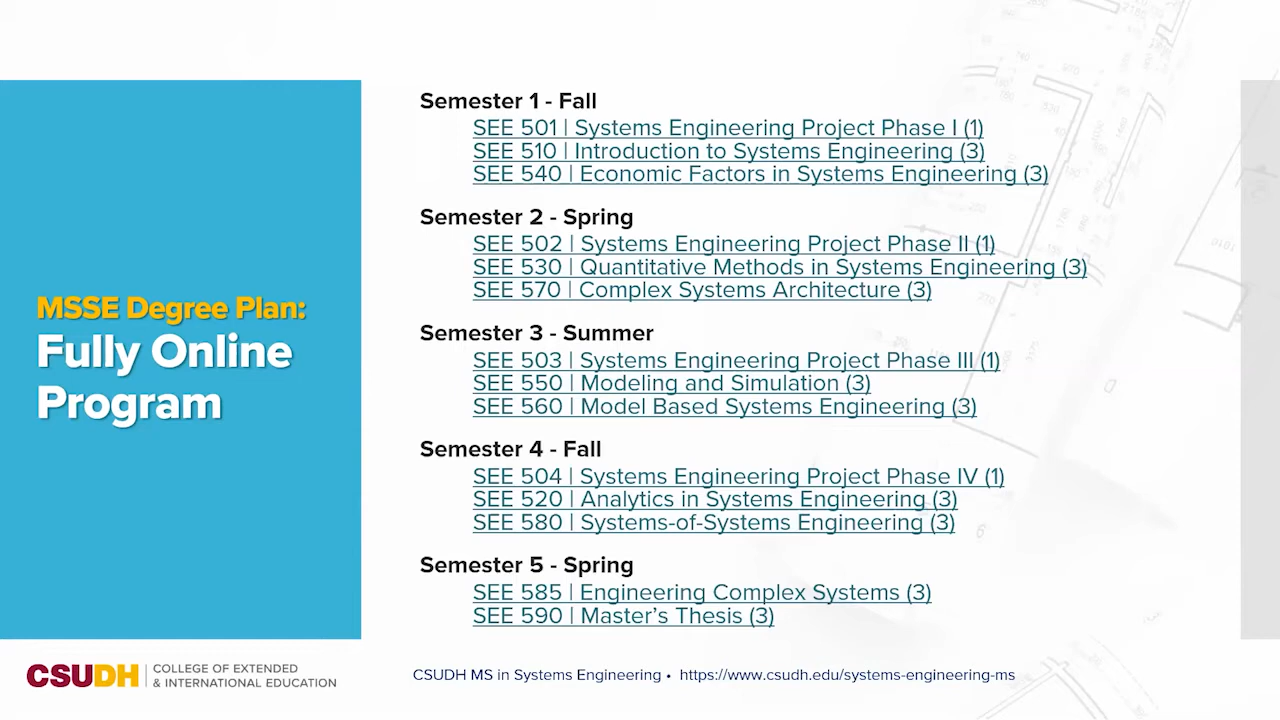 Semester 1 - Fall
SEE 501 | Systems Engineering Project Phase I (1)
SEE 510 | Introduction to Systems Engineering (3)
SEE 540 | Economic Factors in Systems Engineering (3)
Semester 2 - Spring
SEE 502 | Systems Engineering Project Phase II (1)
SEE 530 | Quantitative Methods in Systems Engineering (3)
SEE 570 | Complex Systems Architecture (3)
Semester 3 - Summer
SEE 503 | Systems Engineering Project Phase III (1)
SEE 550 | Modeling and Simulation (3)
SEE 560 | Model Based Systems Engineering (3)
Semester 4 - Fall
SEE 504 | Systems Engineering Project Phase IV (1)
SEE 520 | Analytics in Systems Engineering (3)
SEE 580 | Systems-of-Systems Engineering (3)
Semester 5 - Spring
SEE 585 | Engineering Complex Systems (3)
SEE 590 | Master's Thesis (3)
MSSE Degree Plan:
Fully Online
Program
CSUDH
COLLEGE OF EXTENDED
& INTERNATIONAL EDUCATION
CSUDH MS in Systems Engineering • https://www.csudh.edu/systems-engineering-ms